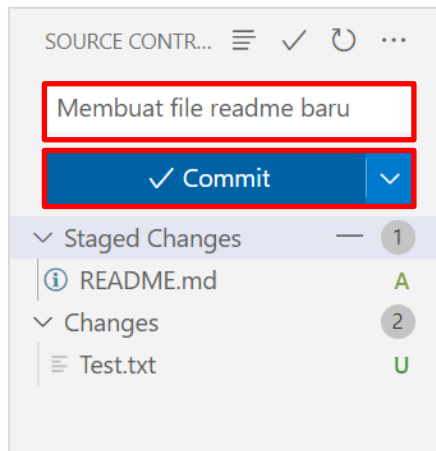 SOURCE CONTR...
Membuat file readme baru
Commit
Staged Changes 1
README.md A
Changes 2
Test.txt U